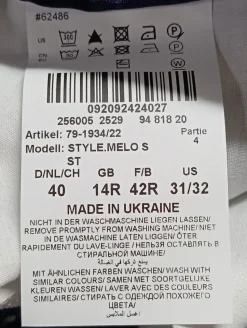 #62486
US
CN
092092424027
256005 2529 94 818 20
Artikel: 79-1934/22 Partie
Modell: STYLE.MELO S 4
ST
D/NL/CH GB F/B US
40 14R 42R 31/32
MADE IN UKRAINE
NICHT IN DER WASCHMASCHINE LIEGEN LASSEN/
REMOVE PROMPTLY FROM WASHING MACHINE/NIET
IN DE WASMACHINE LATEN LIGGEN/ ÔTER
RAPIDEMENT DU LAVE-LINGE / НЕЛЬЗЯ ОСТАВЛЯТЬ В
СТИРАЛЬНОЙ МАШИНЕ/
MIT ÄHNLICHEN FARBEN WASCHEN/WASH WITH
SIMILAR COLOURS/ SAMEN MET SOORTGELIJKE
KLEUREN WASSEN/ LAVER AVEC DES COULEURS
SIMILAIRES/ СТИРАТЬ С ОДЕЖДОЙ ПОХОЖЕГО
ЦВЕТА/